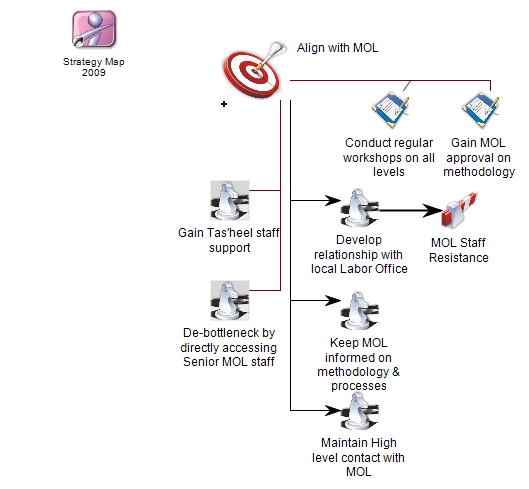 Strategy Map
2009
Align with MOL
Conduct regular
workshops on all
levels
Gain MOL
approval on
methodology
Gain Tas'heel staff
support
Develop
relationship with
local Labor Office
MOL Staff
Resistance
De-bottleneck by
directly accessing
Senior MOL staff
Keep MOL
informed on
methodology &
processes
Maintain High
level contact with
MOL